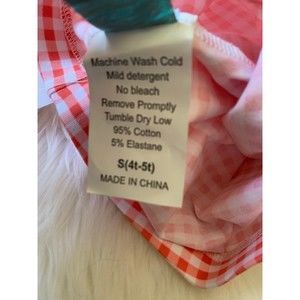 Machine Wash Cold
Mild detergent
No bleach
Remove Promptly
Tumble Dry Low
95% Cotton
5% Elastane
S(4t-5t)
MADE IN CHINA